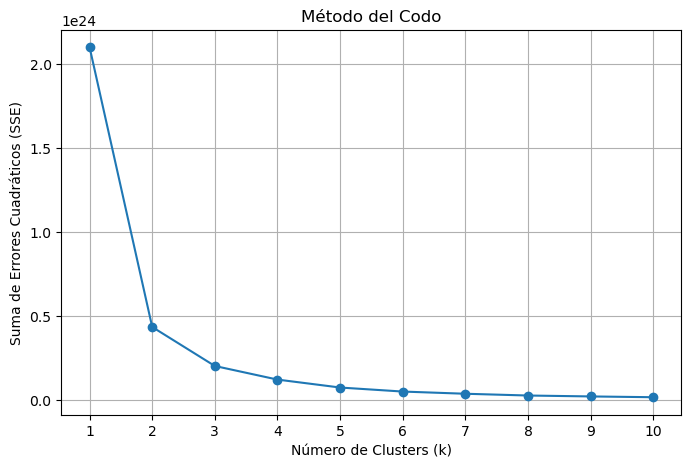 Método del Codo
1e24
2.0
1.5
1.0
0.5
0.0
Suma de Errores Cuadráticos (SSE)
1 2 3 4 5 6 7 8 9 10
Número de Clusters (k)